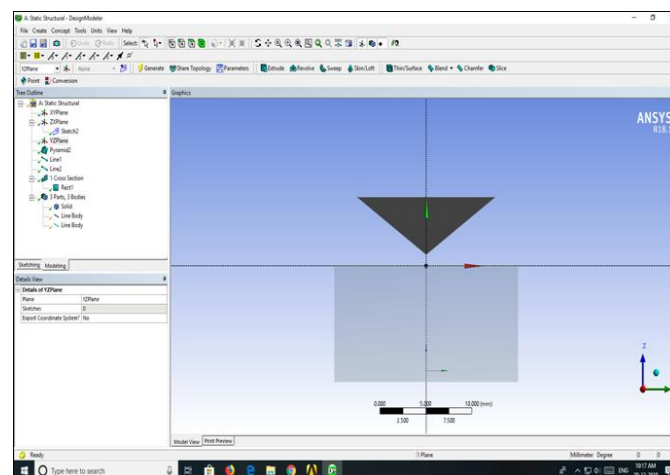 A: Static Structural - DesignModeler
File Create Concept Tools Units View Help
Undo Redo Select:
YZPlane None Generate Share Topology Parameters Extrude Revolve Sweep Skin/Loft Thin/Surface Blend Chamfer Slice
Point Conversion
Tree Outline
A: Static Structural
XYPlane
ZXPlane
Sketch2
YZPlane
Pyramid2
Line1
Line2
1 Cross Section
Rect1
3 Parts, 3 Bodies
Solid
Line Body
Line Body
Sketching Modeling
Details View
Details of YZPlane
Plane YZPlane
Sketches 0
Export Coordinate System? No
Graphics
ANSYS
R18.1
Z
0.000 5.000 10.000 (mm)
2.500 7.500
Model View Print Preview
Ready 1 Plane Millimeter Degree 0 0
Type here to search
ENG
10:17 AM